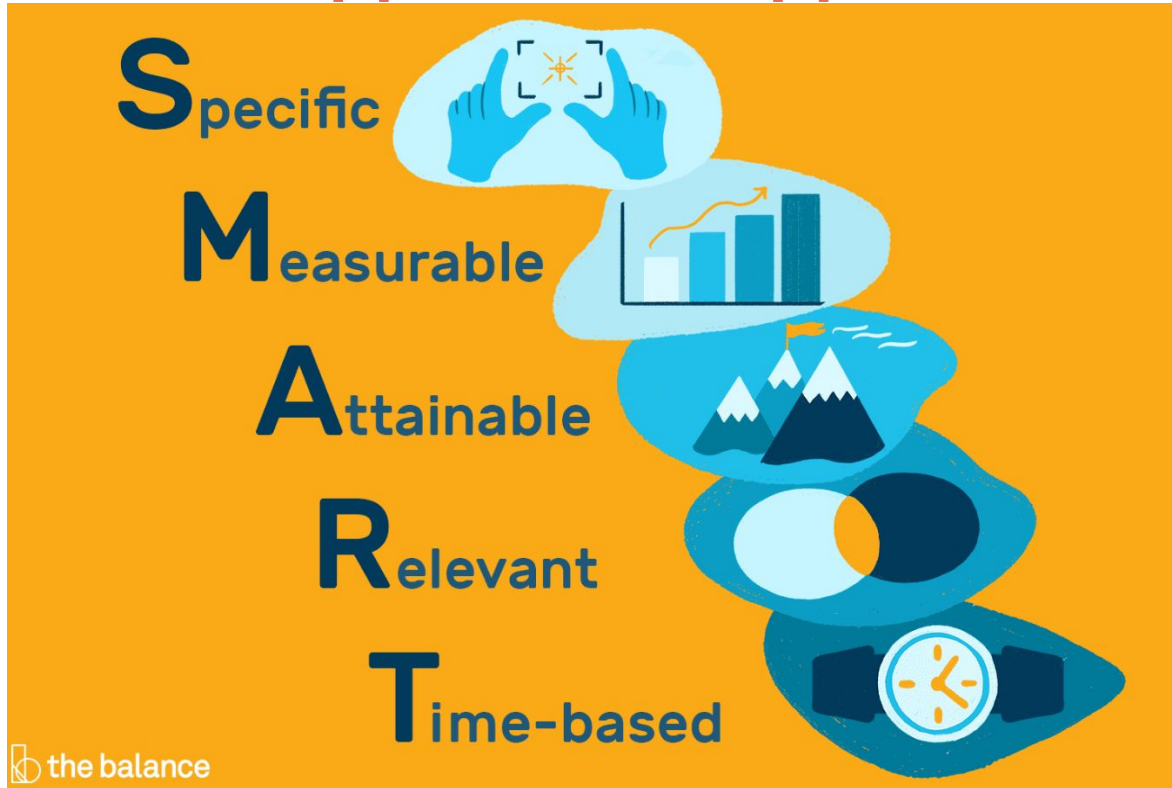 Specific
Measurable
Attainable
Relevant
Time-based
the balance